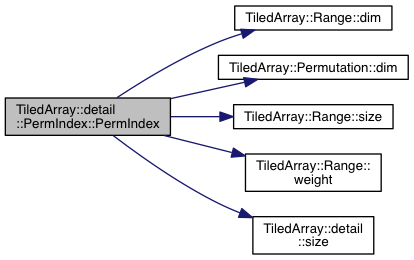 TiledArray::Range::dim
TiledArray::Permutation::dim
TiledArray::detail
::PermIndex::PermIndex
TiledArray::Range::size
TiledArray::Range::
weight
TiledArray::detail
::size